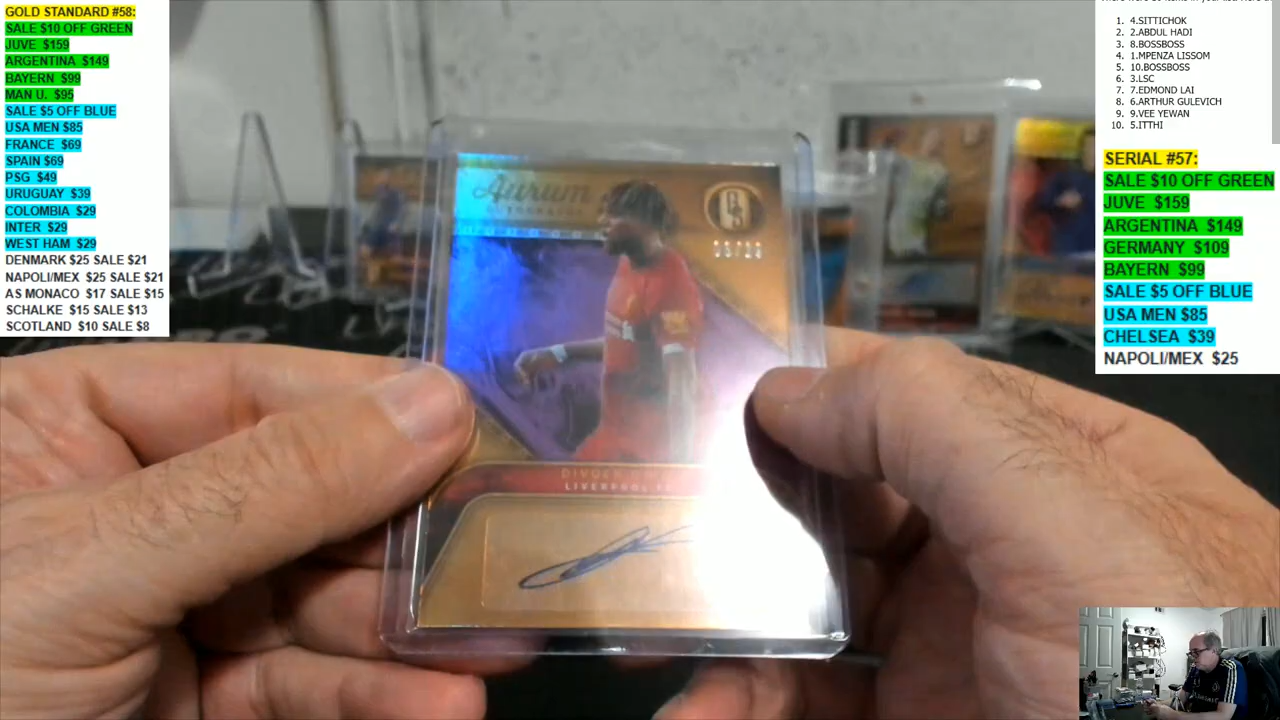 GOLD STANDARD #58:
SALE $10 OFF GREEN
JUVE $159
ARGENTINA $149
BAYERN $99
MAN U. $95
SALE $5 OFF BLUE
USA MEN $85
FRANCE $69
SPAIN $69
PSG $49
URUGUAY $39
COLOMBIA $29
INTER $29
WEST HAM $29
DENMARK $25 SALE $21
NAPOLI/MEX $25 SALE $21
AS MONACO $17 SALE $15
SCHALKE $15 SALE $13
SCOTLAND $10 SALE $8
1. 4.SITTICHOK
2. 2.ABDUL HADI
3. 8.BOSSBOSS
4. 1.MPENZA LISSOM
5. 10.BOSSBOSS
6. 3.LSC
7. 7.EDMOND LAI
8. 6.ARTHUR GULEVICH
9. 9.VEE YEWAN
10. 5.ITTHI
SERIAL #57:
SALE $10 OFF GREEN
JUVE $159
ARGENTINA $149
GERMANY $109
BAYERN $99
SALE $5 OFF BLUE
USA MEN $85
CHELSEA $39
NAPOLI/MEX $25
Aurum
DIVOCK
LIVERPOOL